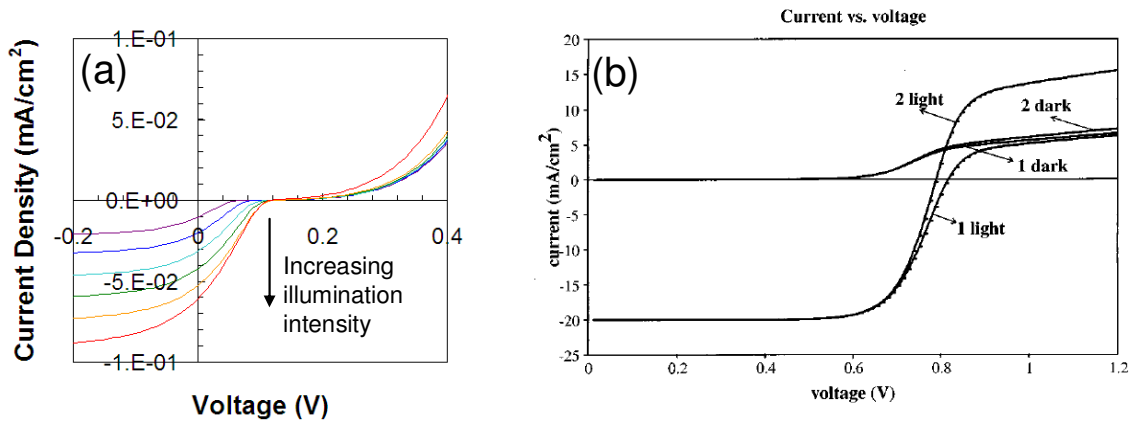 (a)
Current Density (mA/cm²)
1.E-01
5.E-02
0.E+00
-5.E-02
-1.E-01
-0.2
0
0.2
0.4
Increasing
illumination
intensity
Voltage (V)
Current vs. voltage
(b)
current (mA/cm²)
20
15
10
5
0
-5
-10
-15
-20
-25
2 light
2 dark
1 dark
1 light
0
0.2
0.4
0.6
0.8
1
1.2
voltage (V)